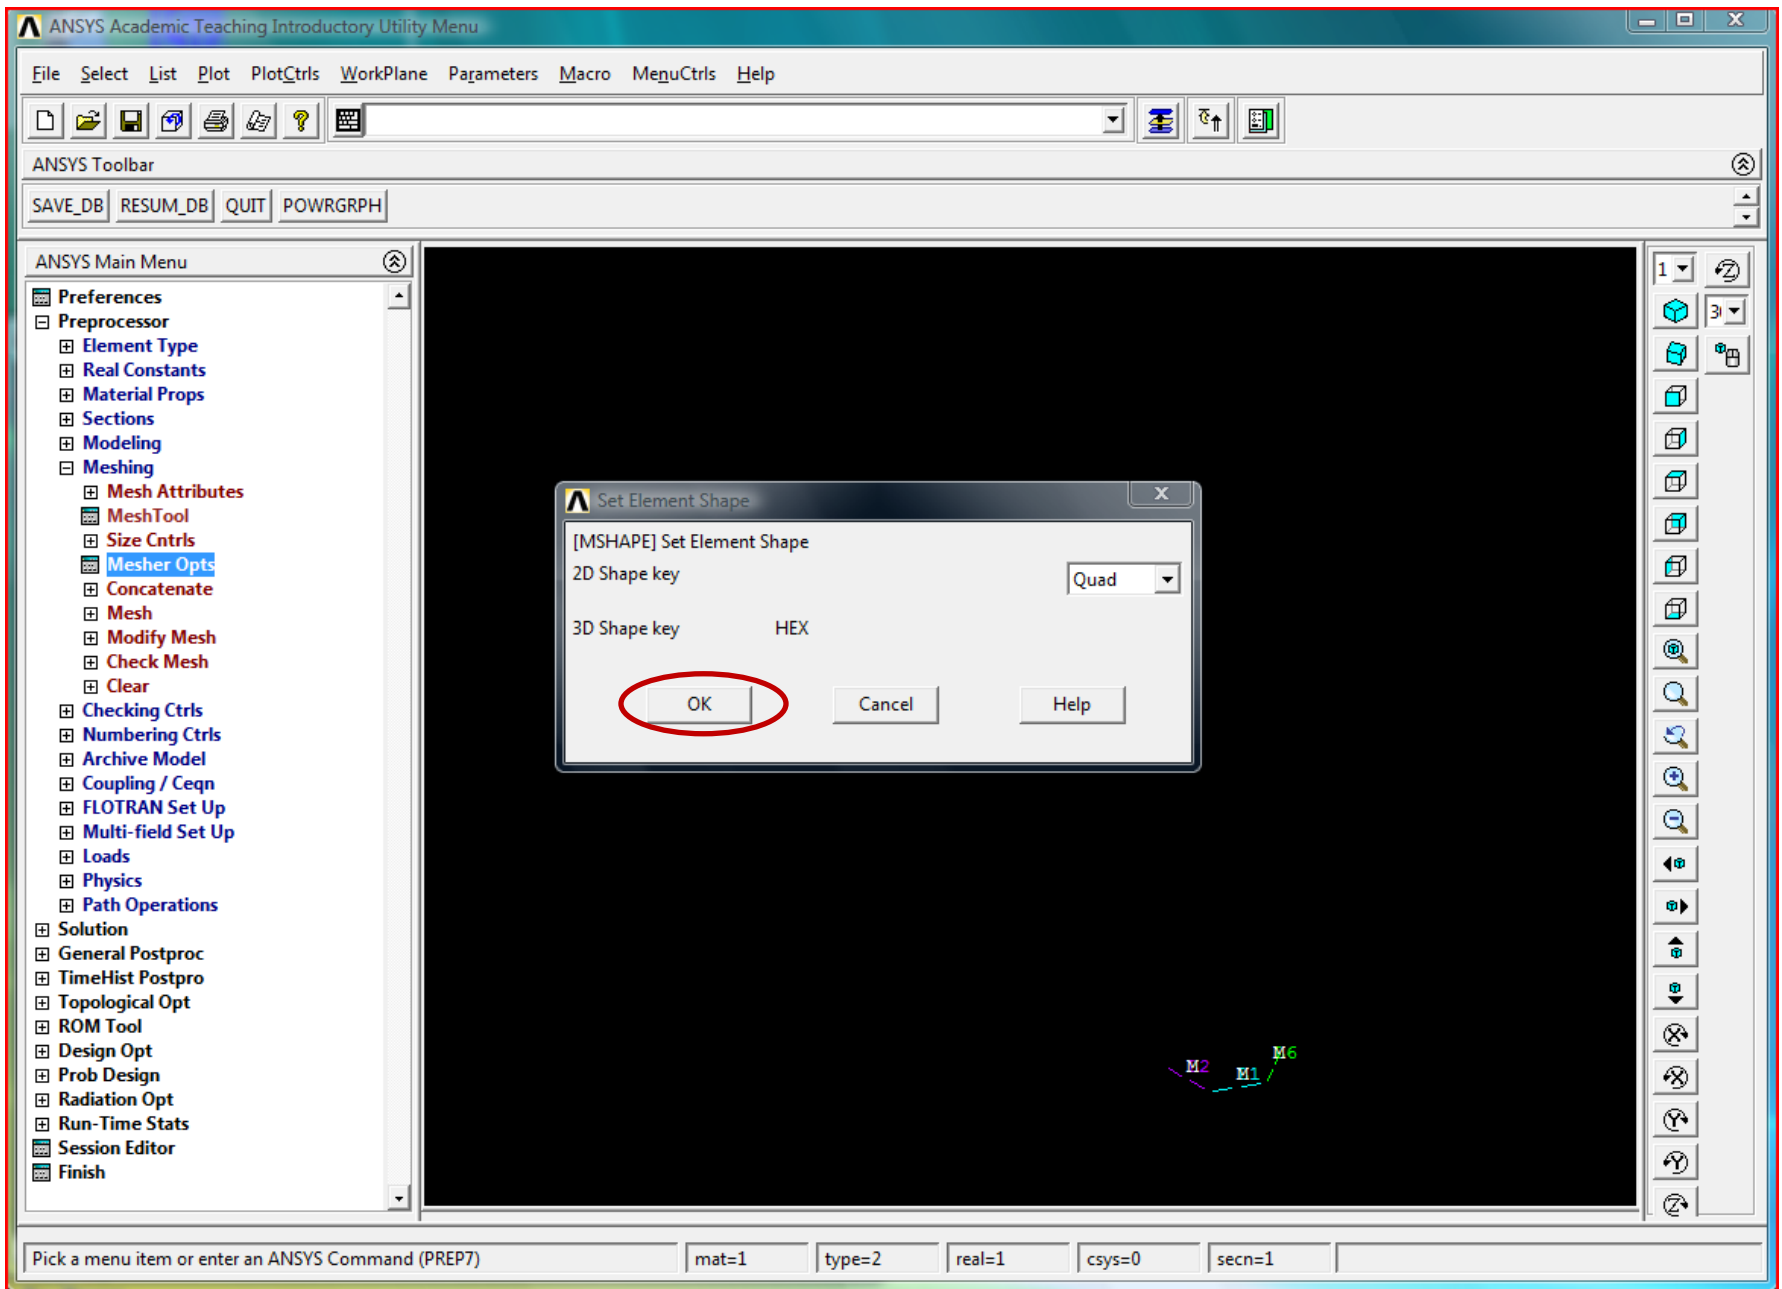 ANSYS Academic Teaching Introductory Utility Menu
File Select List Plot PlotCtrls WorkPlane Parameters Macro MenuCtrls Help
ANSYS Toolbar
SAVE_DB RESUM_DB QUIT POWRGRPH
ANSYS Main Menu
Preferences
Preprocessor
Element Type
Real Constants
Material Props
Sections
Modeling
Meshing
Mesh Attributes
MeshTool
Size Cntrls
Mesher Opts
Concatenate
Mesh
Modify Mesh
Check Mesh
Clear
Checking Ctrls
Numbering Ctrls
Archive Model
Coupling / Ceqn
FLOTRAN Set Up
Multi-field Set Up
Loads
Physics
Path Operations
Solution
General Postproc
TimeHist Postpro
Topological Opt
ROM Tool
Design Opt
Prob Design
Radiation Opt
Run-Time Stats
Session Editor
Finish
Set Element Shape
[MSHAPE] Set Element Shape
2D Shape key Quad
3D Shape key HEX
OK Cancel Help
M2 M1 M6
1
Pick a menu item or enter an ANSYS Command (PREP7) mat=1 type=2 real=1 csys=0 secn=1